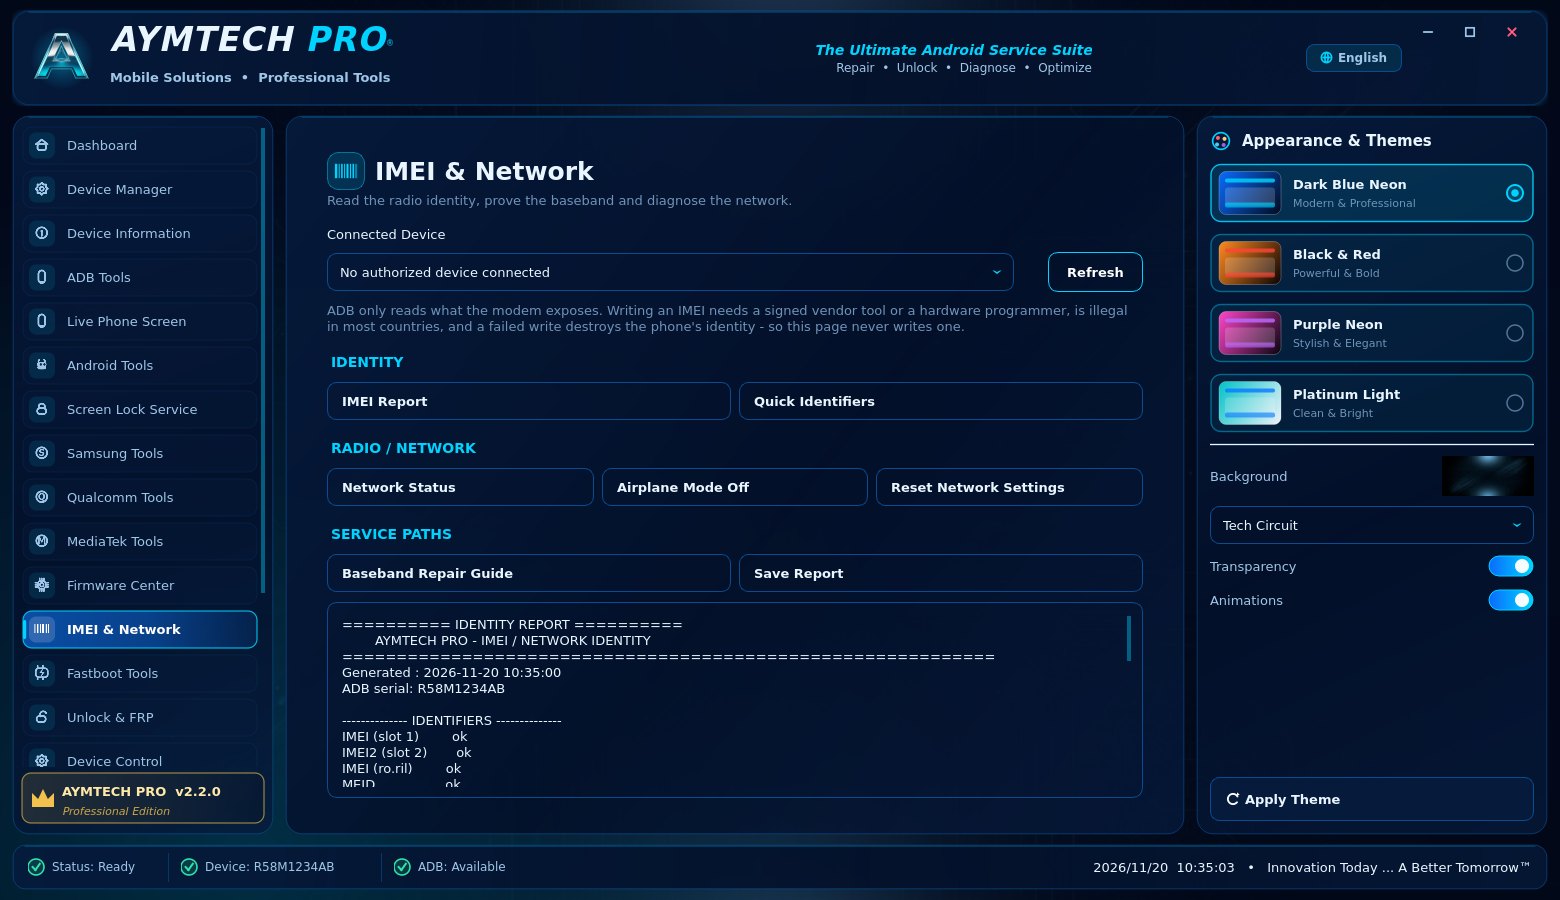 AYMTECH PRO®
Mobile Solutions • Professional Tools
The Ultimate Android Service Suite
Repair • Unlock • Diagnose • Optimize
English
Dashboard
Device Manager
Device Information
ADB Tools
Live Phone Screen
Android Tools
Screen Lock Service
Samsung Tools
Qualcomm Tools
MediaTek Tools
Firmware Center
IMEI & Network
Fastboot Tools
Unlock & FRP
Device Control
AYMTECH PRO v2.2.0
Professional Edition
IMEI & Network
Read the radio identity, prove the baseband and diagnose the network.
Connected Device
No authorized device connected
Refresh
ADB only reads what the modem exposes. Writing an IMEI needs a signed vendor tool or a hardware programmer, is illegal
in most countries, and a failed write destroys the phone's identity - so this page never writes one.
IDENTITY
IMEI Report
Quick Identifiers
RADIO / NETWORK
Network Status
Airplane Mode Off
Reset Network Settings
SERVICE PATHS
Baseband Repair Guide
Save Report
========== IDENTITY REPORT ==========
AYMTECH PRO - IMEI / NETWORK IDENTITY
============================================================
Generated : 2026-11-20 10:35:00
ADB serial: R58M1234AB
-------------- IDENTIFIERS --------------
IMEI (slot 1) ok
IMEI2 (slot 2) ok
IMEI (ro.ril) ok
MEID ok
Appearance & Themes
Dark Blue Neon
Modern & Professional
Black & Red
Powerful & Bold
Purple Neon
Stylish & Elegant
Platinum Light
Clean & Bright
Background
Tech Circuit
Transparency
Animations
Apply Theme
Status: Ready
Device: R58M1234AB
ADB: Available
2026/11/20 10:35:03 • Innovation Today ... A Better Tomorrow™